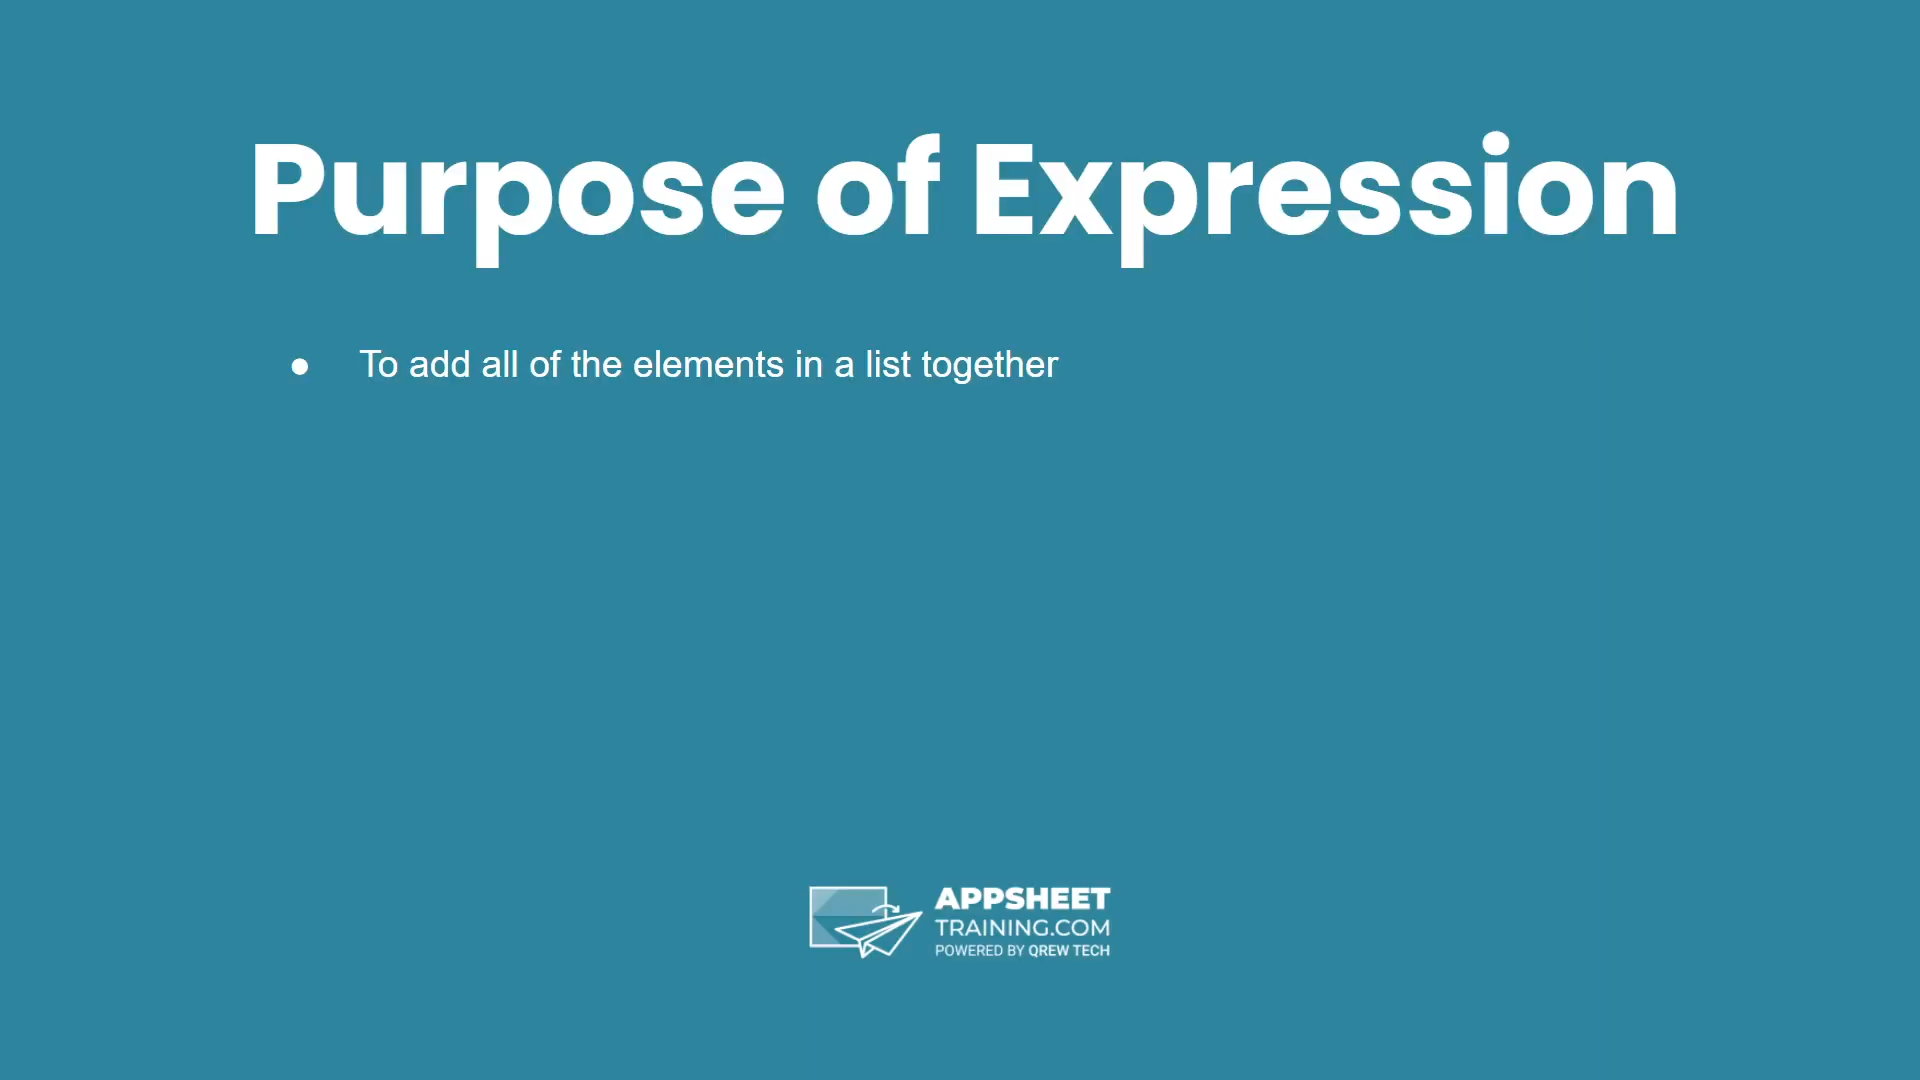 Purpose of Expression
● To add all of the elements in a list together
APPSHEET
TRAINING.COM
POWERED BY QREW TECH